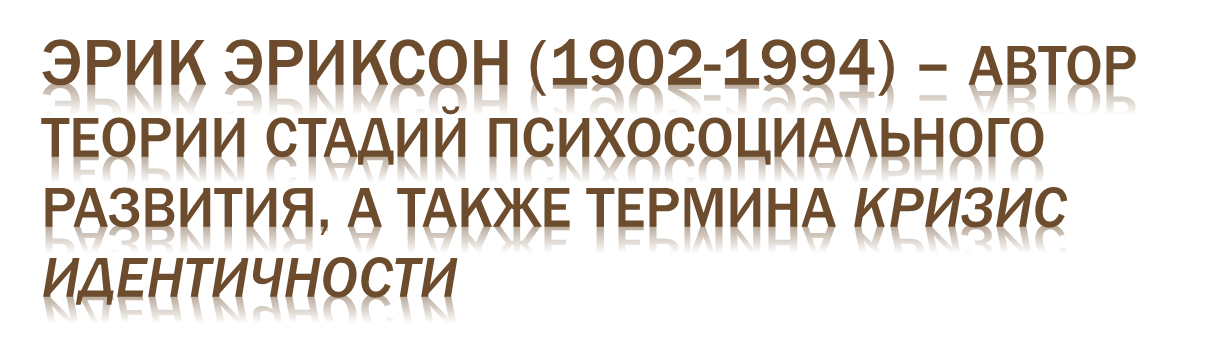 ЭРИК ЭРИКСОН (1902-1994) – АВТОР
ТЕОРИИ СТАДИЙ ПСИХОСОЦИАЛЬНОГО
РАЗВИТИЯ, А ТАКЖЕ ТЕРМИНА КРИЗИС
ИДЕНТИЧНОСТИ